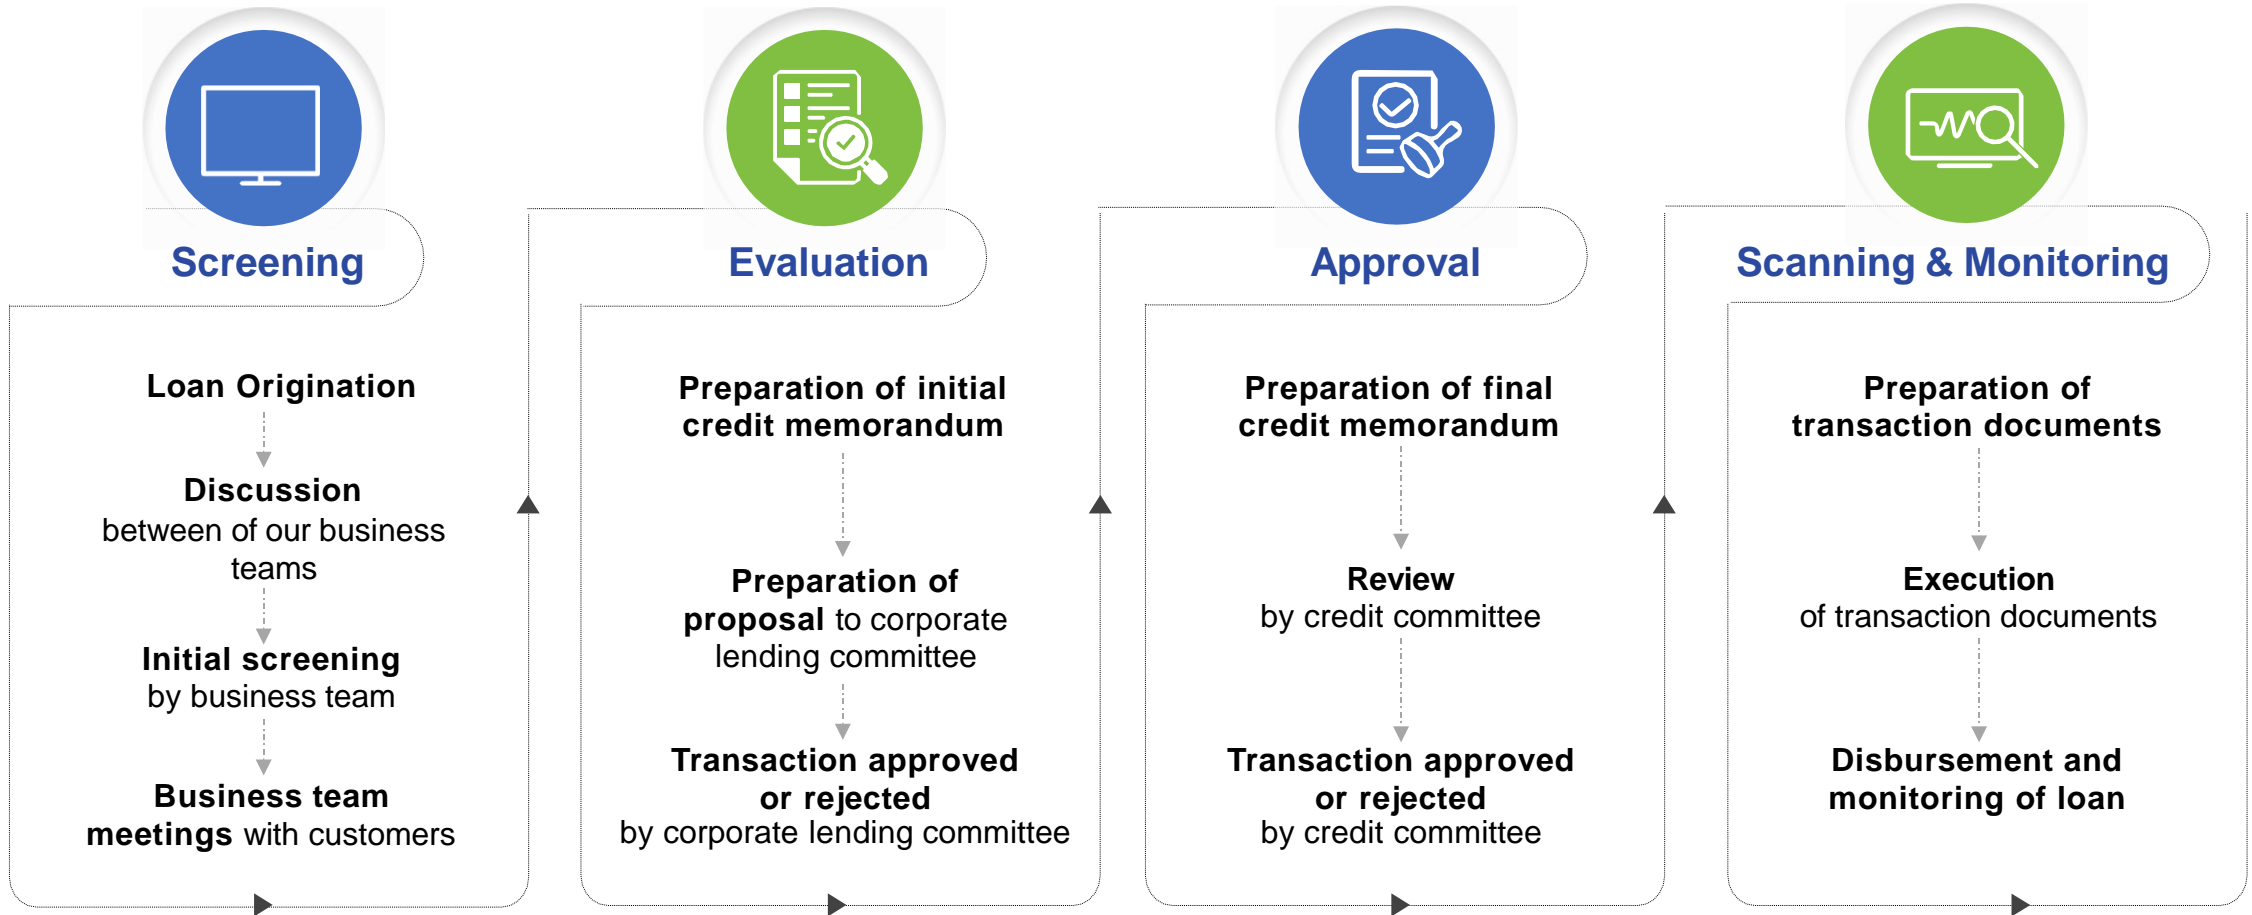 Screening
Loan Origination
Discussion
between of our business
teams
Initial screening
by business team
Business team
meetings with customers
Evaluation
Preparation of initial
credit memorandum
Preparation of
proposal to corporate
lending committee
Transaction approved
or rejected
by corporate lending committee
Approval
Preparation of final
credit memorandum
Review
by credit committee
Transaction approved
or rejected
by credit committee
Scanning & Monitoring
Preparation of
transaction documents
Execution
of transaction documents
Disbursement and
monitoring of loan